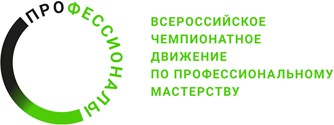 ПРОФЕССИОНАЛЫ
ВСЕРОССИЙСКОЕ
ЧЕМПИОНАТНОЕ
ДВИЖЕНИЕ
ПО ПРОФЕССИОНАЛЬНОМУ
МАСТЕРСТВУ